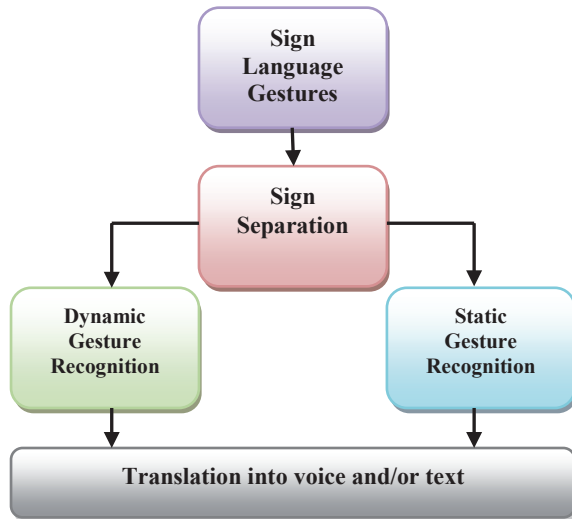 Sign
Language
Gestures
Sign
Separation
Dynamic
Gesture
Recognition
Static
Gesture
Recognition
Translation into voice and/or text